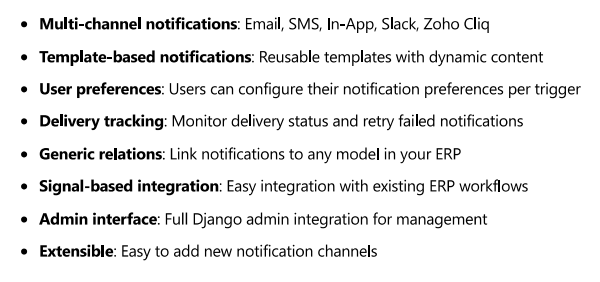 • Multi-channel notifications: Email, SMS, In-App, Slack, Zoho Cliq
• Template-based notifications: Reusable templates with dynamic content
• User preferences: Users can configure their notification preferences per trigger
• Delivery tracking: Monitor delivery status and retry failed notifications
• Generic relations: Link notifications to any model in your ERP
• Signal-based integration: Easy integration with existing ERP workflows
• Admin interface: Full Django admin integration for management
• Extensible: Easy to add new notification channels